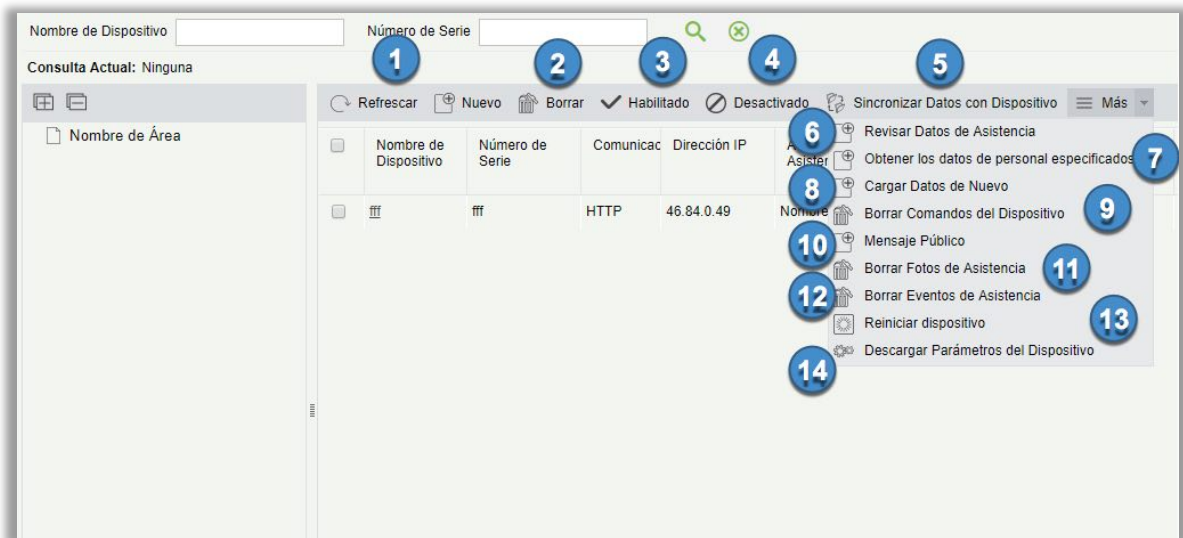 Nombre de Dispositivo Número de Serie
Consulta Actual: Ninguna
1 2 3 4 5
Refrescar Nuevo Borrar Habilitado Desactivado Sincronizar Datos con Dispositivo Más
Nombre de Área
Nombre de Dispositivo Número de Serie Comunicac Dirección IP
fff fff HTTP 46.84.0.49 Nombre
6 Revisar Datos de Asistencia
Obtener los datos de personal especificados 7
8 Cargar Datos de Nuevo
Borrar Comandos del Dispositivo 9
10 Mensaje Público
Borrar Fotos de Asistencia 11
12 Borrar Eventos de Asistencia
Reiniciar dispositivo 13
14 Descargar Parámetros del Dispositivo